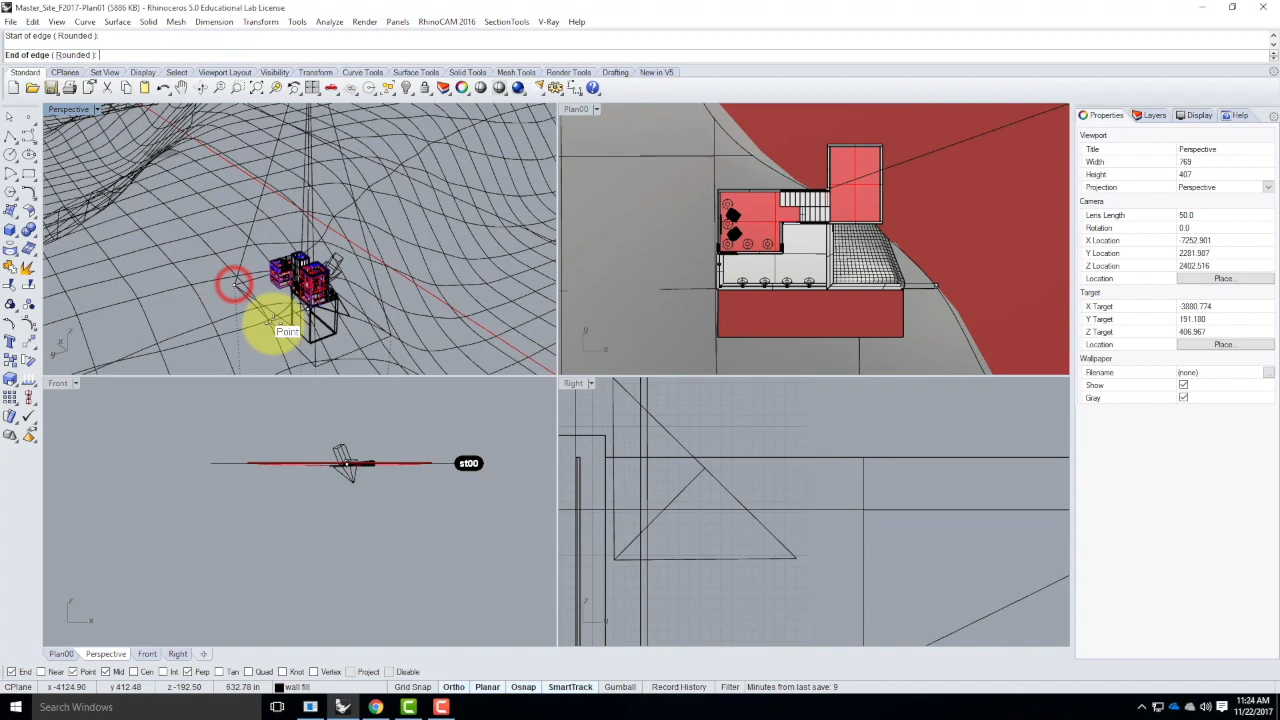 Master_Site_F2017-Plan01 (5886 KB) - Rhinoceros 5.0 Educational Lab License
File Edit View Curve Surface Solid Mesh Dimension Transform Tools Analyze Render Panels RhinoCAM 2016 SectionTools V-Ray Help
Start of edge ( Rounded ):
End of edge ( Rounded ):
Standard CPlanes Set View Display Select Viewport Layout Visibility Transform Curve Tools Surface Tools Solid Tools Mesh Tools Render Tools Drafting New in V5
Perspective
Plan00
Point
z
x
y
y
x
Front
Right
st00
z
x
z
y
Properties Layers Display Help
Viewport
Title Perspective
Width 769
Height 407
Projection Perspective
Camera
Lens Length 50.0
Rotation 0.0
X Location -7252.901
Y Location 2281.987
Z Location 2402.516
Location Place...
Target
X Target -3880.774
Y Target 191.180
Z Target 406.967
Location Place...
Wallpaper
Filename (none)
Show
Gray
Plan00 Perspective Front Right
End Near Point Mid Cen Int Perp Tan Quad Knot Vertex Project Disable
CPlane x -4124.90 y 412.48 z -192.50 632.78 in wall fill Grid Snap Ortho Planar Osnap SmartTrack Gumball Record History Filter Minutes from last save: 9
Search Windows
11:24 AM
11/22/2017